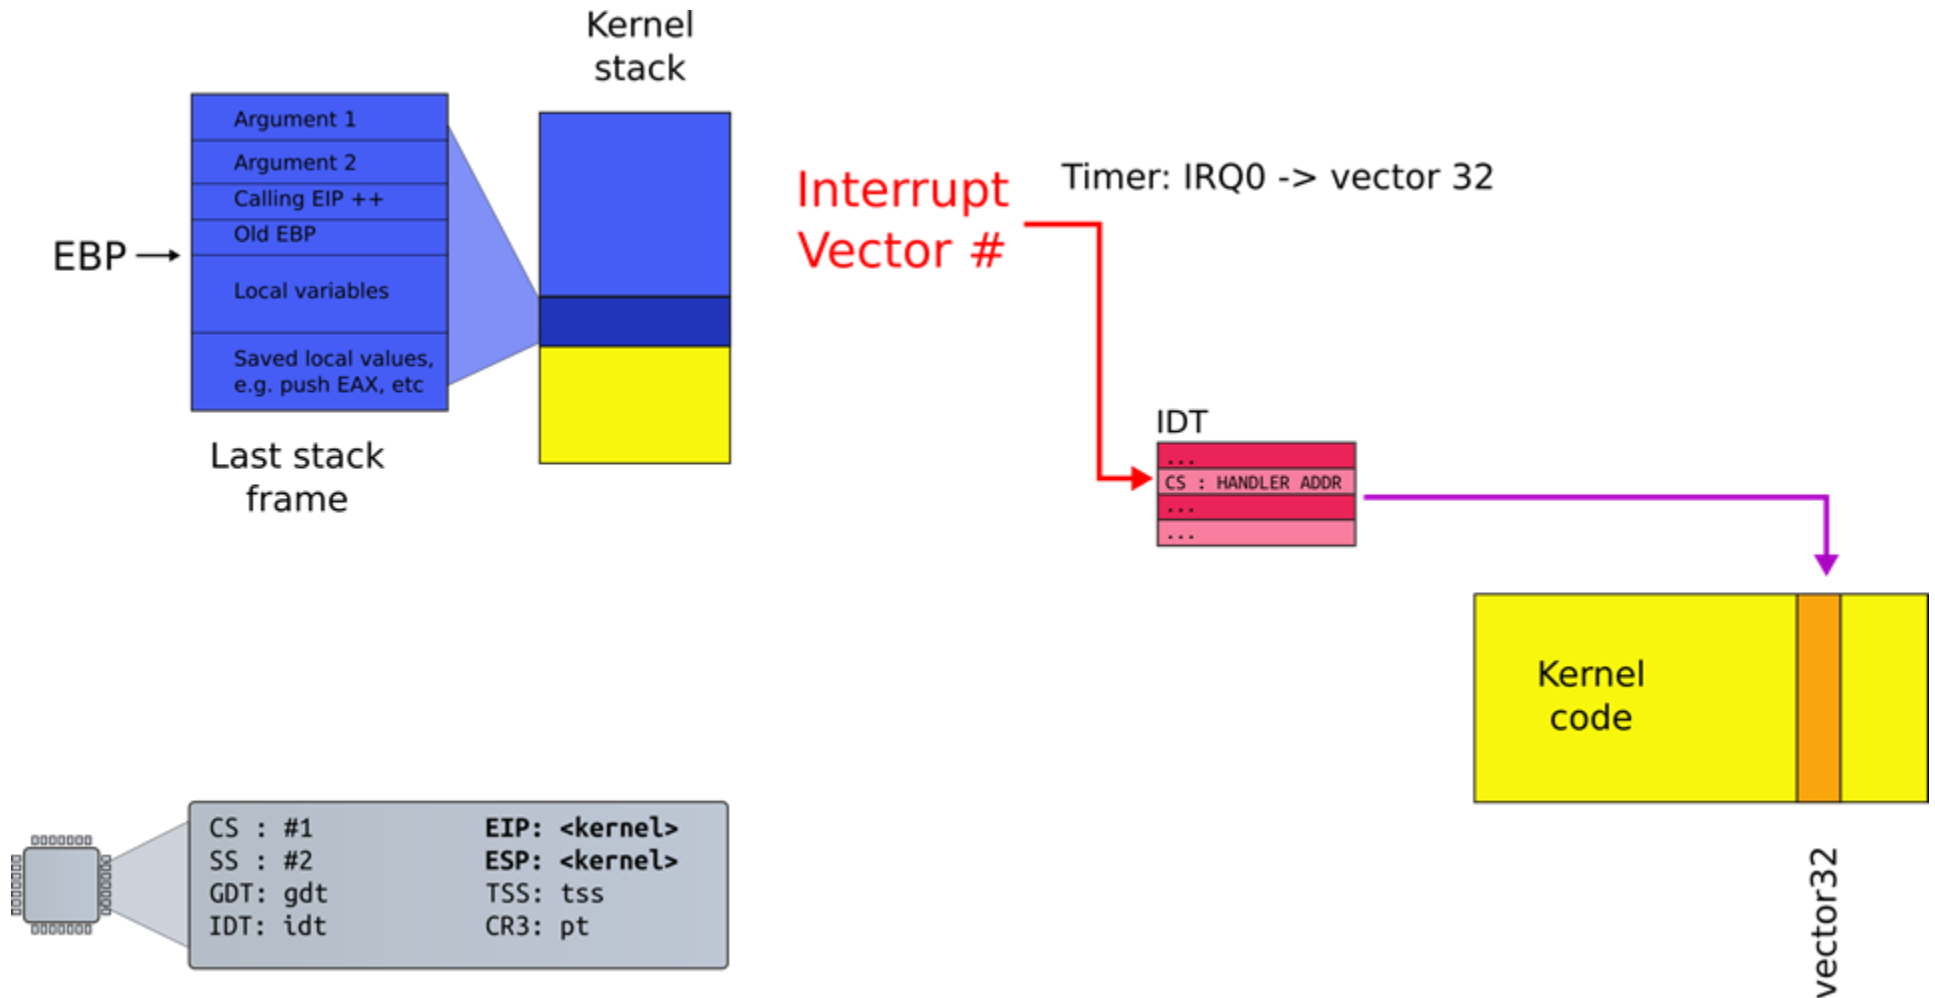 Kernel
stack
Argument 1
Argument 2
Calling EIP ++
Old EBP
EBP
Local variables
Saved local values,
e.g. push EAX, etc
Last stack
frame
Interrupt
Vector #
Timer: IRQ0 -> vector 32
IDT
...
CS : HANDLER ADDR
...
...
Kernel
code
vector32
CS : #1 EIP: <kernel>
SS : #2 ESP: <kernel>
GDT: gdt TSS: tss
IDT: idt CR3: pt